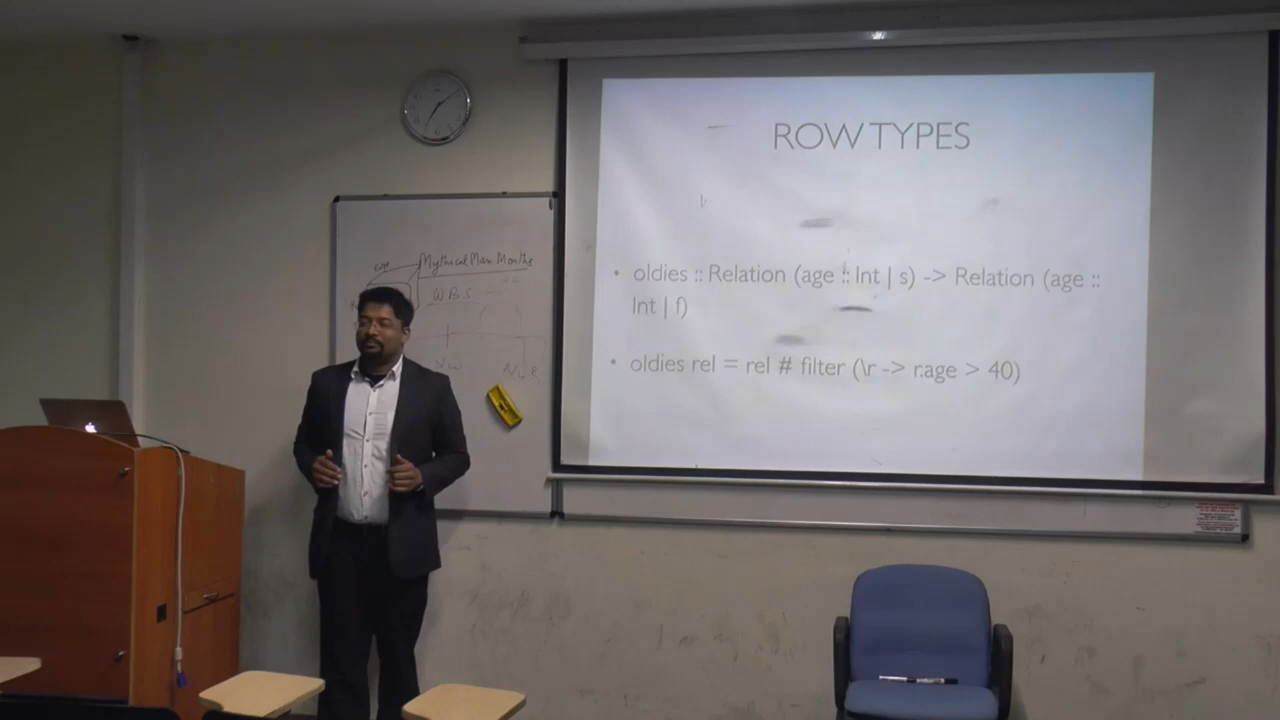 ROW TYPES
• oldies :: Relation (age :: Int | s) -> Relation (age ::
Int | f)
• oldies rel = rel # filter (\r -> r.age > 40)
Mythical Man Months
WBS